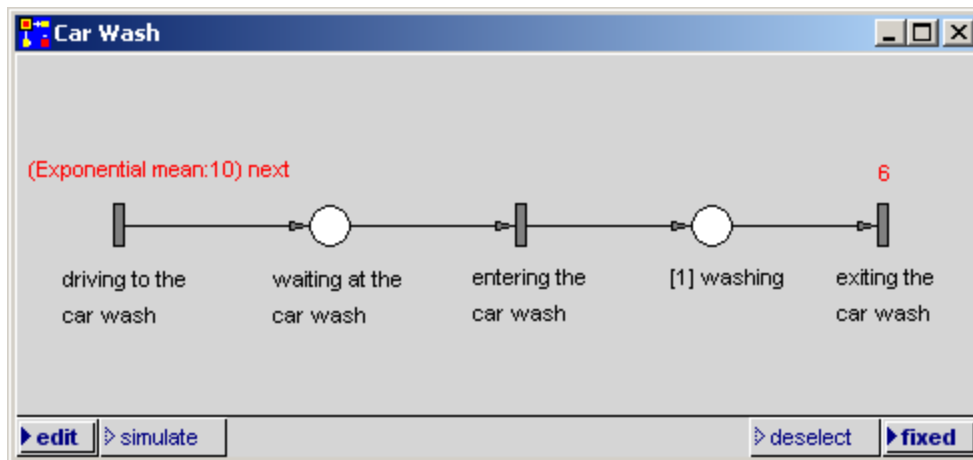 Car Wash
(Exponential mean:10) next
6
driving to the
car wash
waiting at the
car wash
entering the
car wash
[1] washing
exiting the
car wash
edit
simulate
deselect
fixed